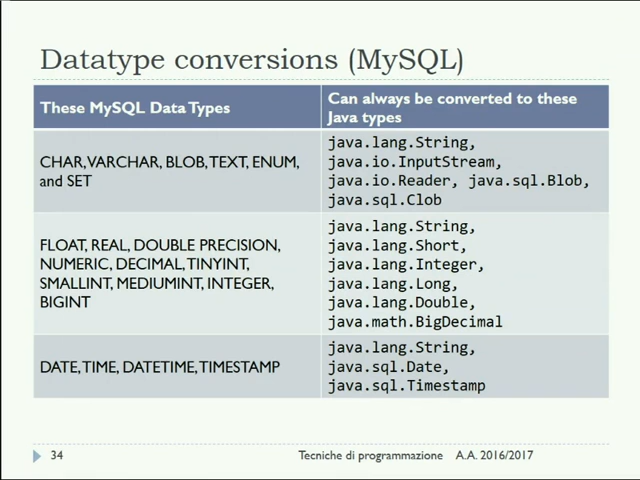 Datatype conversions (MySQL)
These MySQL Data Types
Can always be converted to these
Java types
CHAR, VARCHAR, BLOB, TEXT, ENUM,
and SET
java.lang.String,
java.io.InputStream,
java.io.Reader, java.sql.Blob,
java.sql.Clob
FLOAT, REAL, DOUBLE PRECISION,
NUMERIC, DECIMAL, TINYINT,
SMALLINT, MEDIUMINT, INTEGER,
BIGINT
java.lang.String,
java.lang.Short,
java.lang.Integer,
java.lang.Long,
java.lang.Double,
java.math.BigDecimal
DATE, TIME, DATETIME, TIMESTAMP
java.lang.String,
java.sql.Date,
java.sql.Timestamp
34
Tecniche di programmazione A.A. 2016/2017